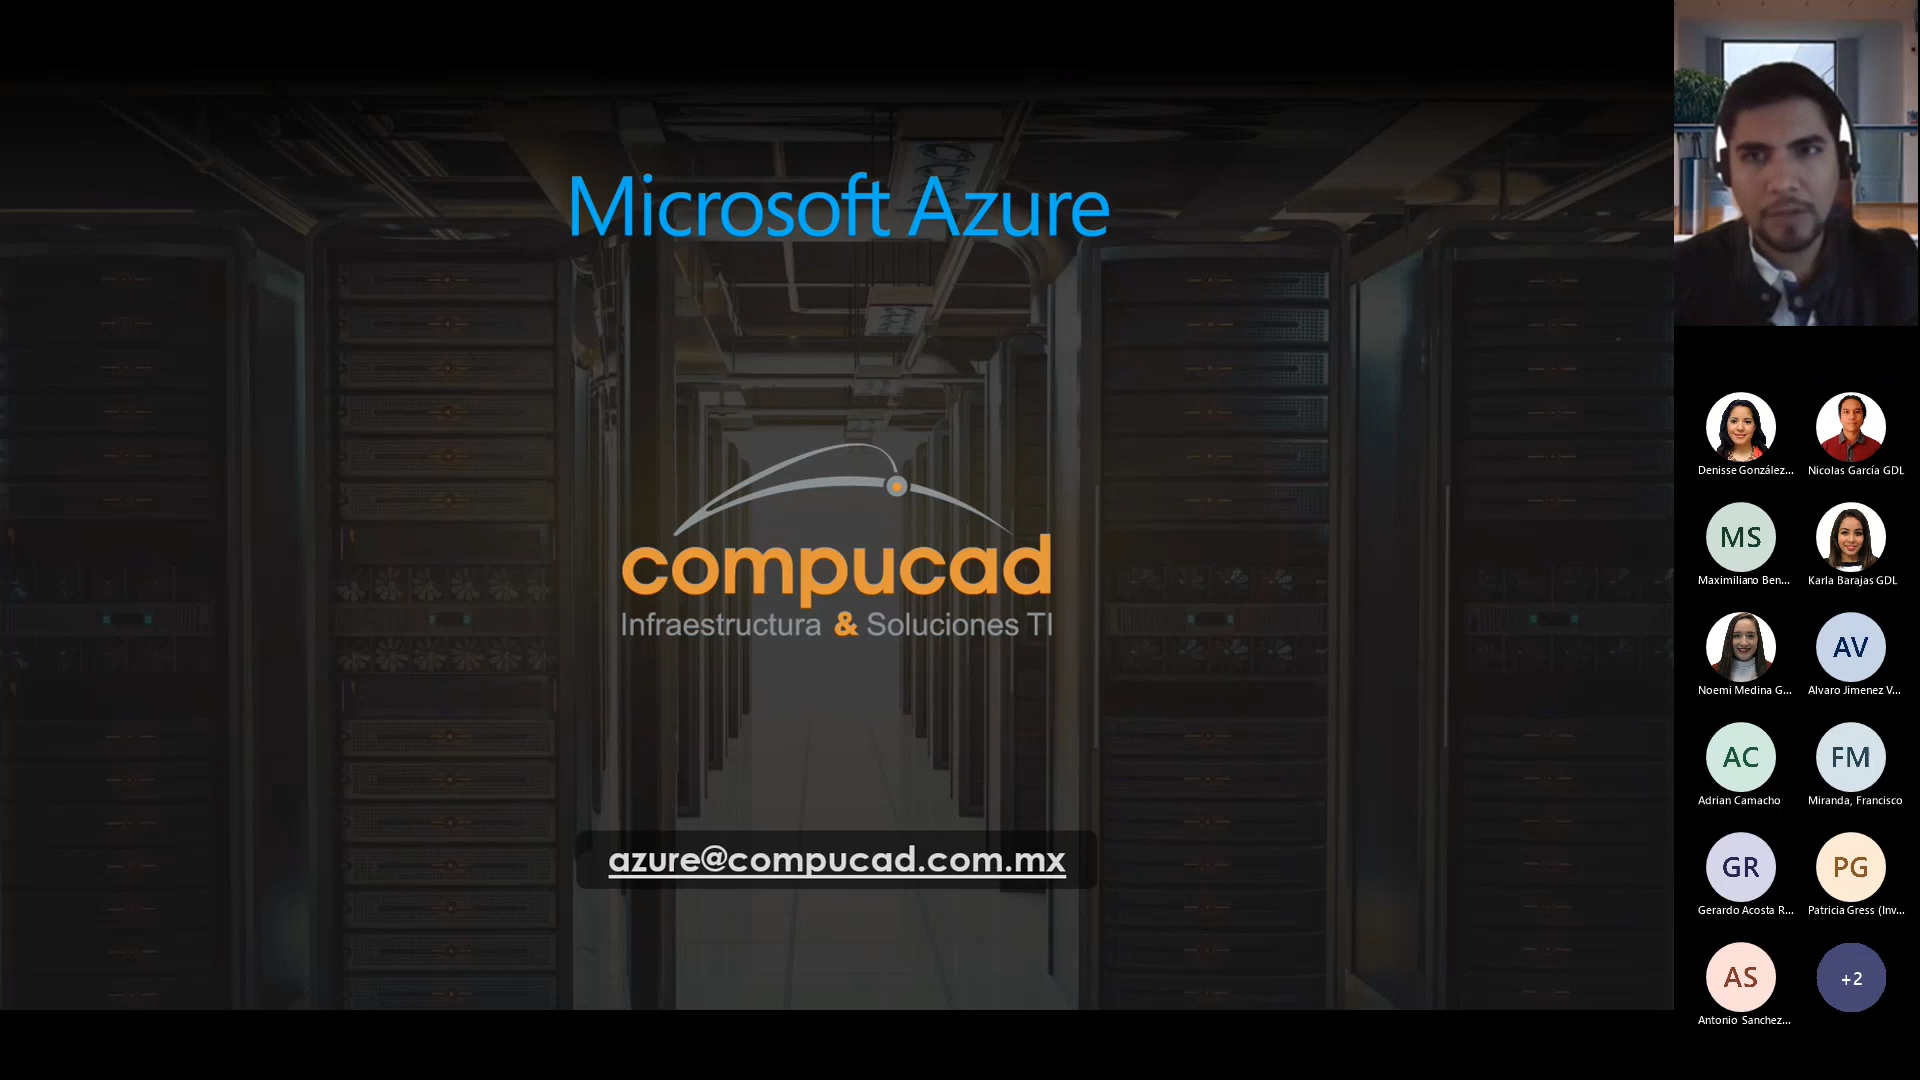 Microsoft Azure
compucad
Infraestructura & Soluciones TI
azure@compucad.com.mx
Denisse González...
Nicolas García GDL
MS
Maximiliano Ben...
Karla Barajas GDL
Noemi Medina G...
AV
Alvaro Jimenez V...
AC
Adrian Camacho
FM
Miranda, Francisco
GR
Gerardo Acosta R...
PG
Patricia Gress (Inv...
AS
Antonio Sanchez...
+2